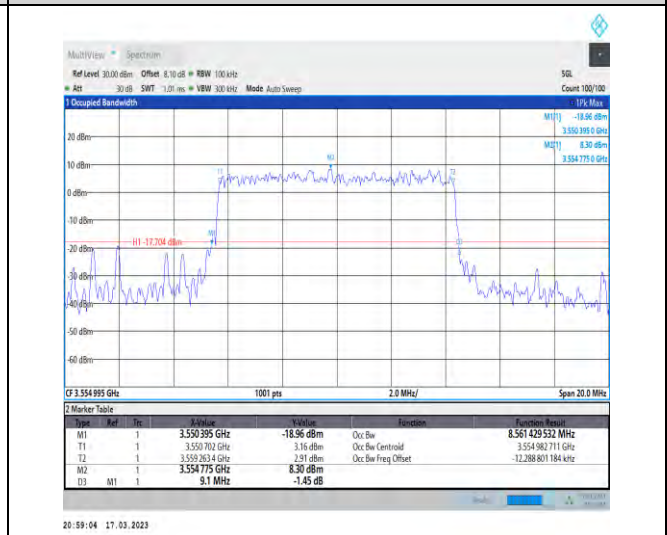 MultiView Spectrum
Ref Level 30.00 dBm Offset 8.10 dB RBW 100 kHz SGL
Att 30 dB SWT 1.01 ms VBW 300 kHz Mode Auto Sweep Count 100/100
1 Occupied Bandwidth 1Pk Max
M1[1] -18.96 dBm
3.550 395 0 GHz
M2[1] 8.30 dBm
3.554 775 0 GHz
20 dBm
10 dBm
0 dBm
-10 dBm
-20 dBm
-30 dBm
-40 dBm
-50 dBm
-60 dBm
M2
T1
T2
M1
H1 -17.704 dBm
D3
CF 3.554 995 GHz 1001 pts 2.0 MHz/ Span 20.0 MHz
2 Marker Table
Type Ref Trc X-Value Y-Value Function Function Result
M1 1 3.550 395 GHz -18.96 dBm Occ Bw 8.561 429 532 MHz
T1 1 3.550 702 GHz 3.16 dBm Occ Bw Centroid 3.554 982 711 GHz
T2 1 3.559 263 4 GHz 2.91 dBm Occ Bw Freq Offset -12.288 801 184 kHz
M2 1 3.554 775 GHz 8.30 dBm
D3 M1 1 9.1 MHz -1.45 dB
20:59:04 17.03.2023